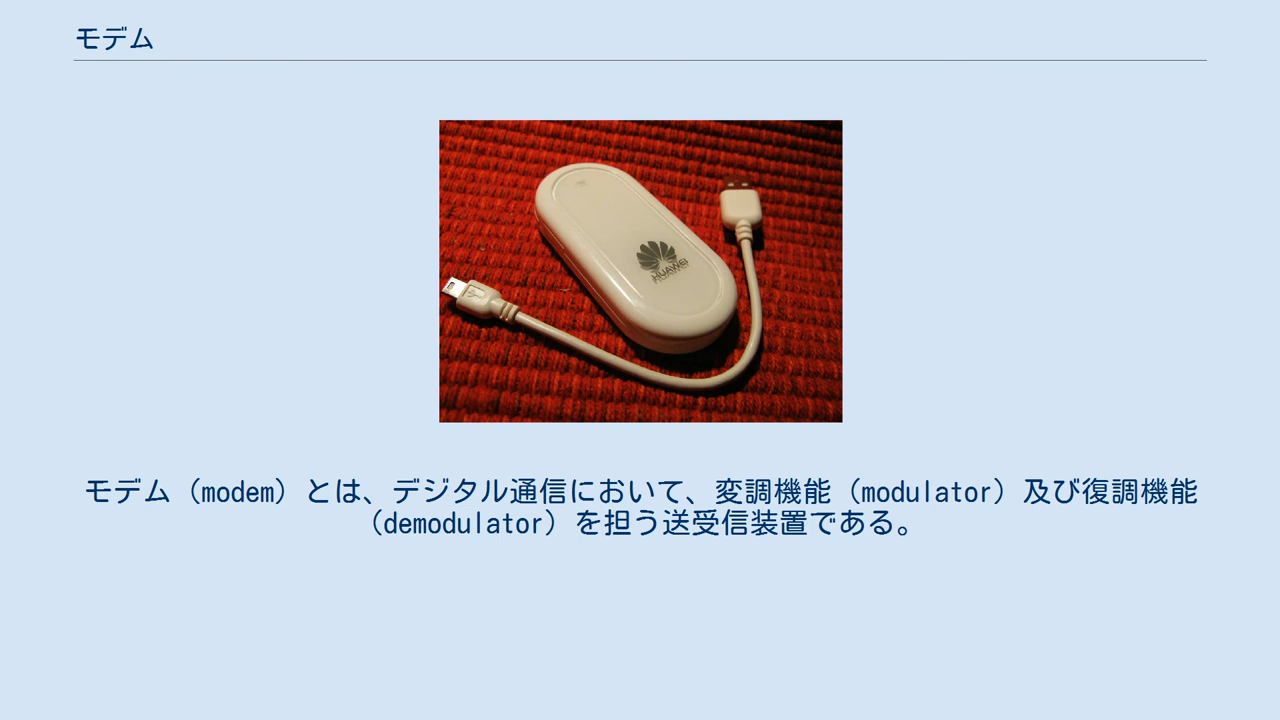 モデム
HUAWEI
モデム（modem）とは、デジタル通信において、変調機能（modulator）及び復調機能
（demodulator）を担う送受信装置である。